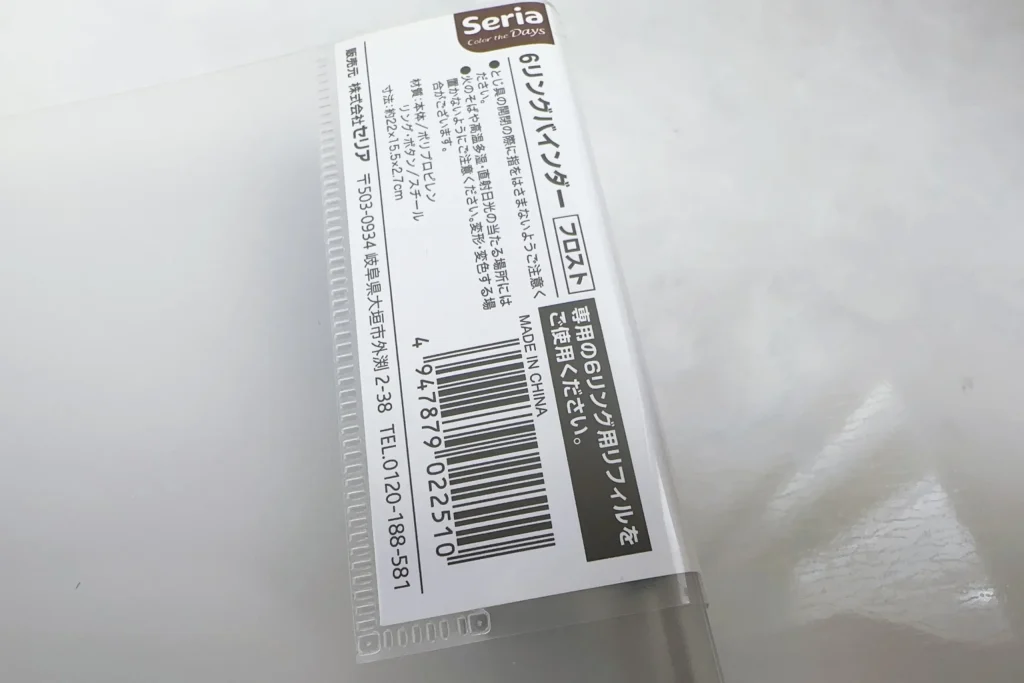 Seria
Color the Days
6リングバインダー フロスト
●とじ具の開閉の際に指をはさまないようご注意く
ださい。
●火のそばや高温多湿・直射日光の当たる場所には
置かないようにご注意ください。変形・変色する場
合がございます。
材質:本体/ポリプロピレン
リング・ボタン/スチール
寸法:約22×15.5×2.7cm
専用の6リング用リフィルを
ご使用ください。
MADE IN CHINA
4 947879 022510
販売元 株式会社セリア 〒503-0934 岐阜県大垣市外渕 2-38 TEL.0120-188-581